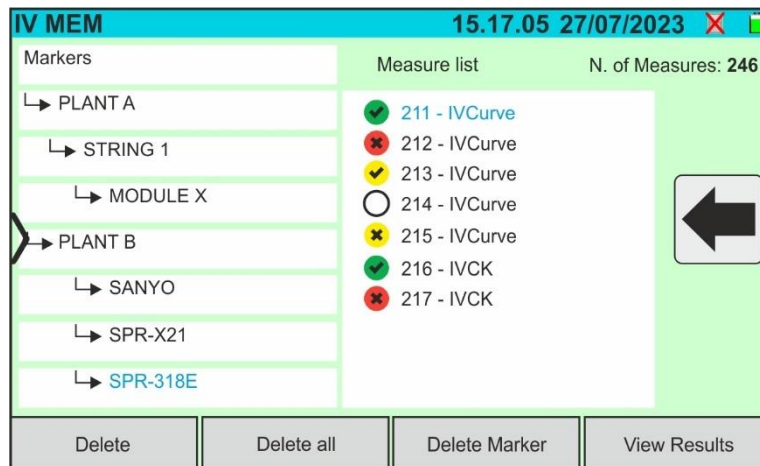 IV MEM 15.17.05 27/07/2023
Markers
PLANT A
STRING 1
MODULE X
PLANT B
SANYO
SPR-X21
SPR-318E
Measure list N. of Measures: 246
211 - IVCurve
212 - IVCurve
213 - IVCurve
214 - IVCurve
215 - IVCurve
216 - IVCK
217 - IVCK
Delete Delete all Delete Marker View Results